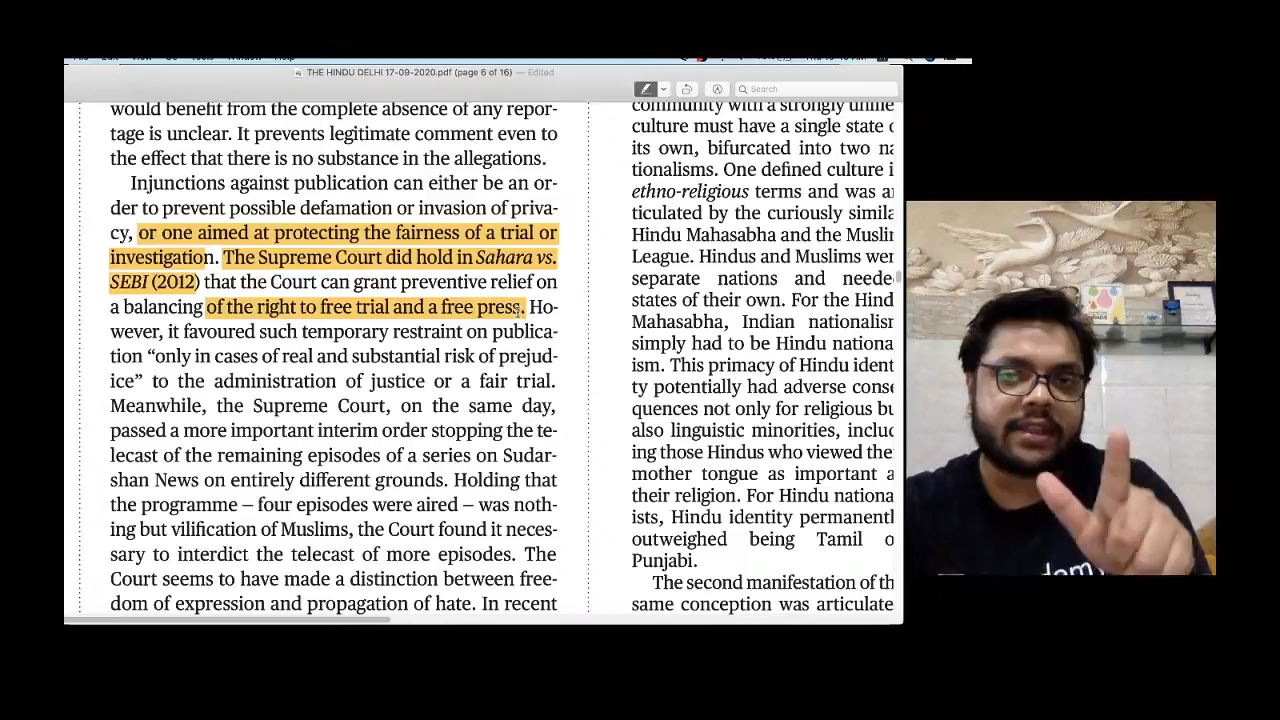 THE HINDU DELHI 17-09-2020.pdf (page 6 of 16) — Edited
Search
would benefit from the complete absence of any repor-
tage is unclear. It prevents legitimate comment even to
the effect that there is no substance in the allegations.
Injunctions against publication can either be an or-
der to prevent possible defamation or invasion of priva-
cy, or one aimed at protecting the fairness of a trial or
investigation. The Supreme Court did hold in Sahara vs.
SEBI (2012) that the Court can grant preventive relief on
a balancing of the right to free trial and a free press. Ho-
wever, it favoured such temporary restraint on publica-
tion “only in cases of real and substantial risk of prejud-
ice” to the administration of justice or a fair trial.
Meanwhile, the Supreme Court, on the same day,
passed a more important interim order stopping the te-
lecast of the remaining episodes of a series on Sudar-
shan News on entirely different grounds. Holding that
the programme – four episodes were aired – was noth-
ing but vilification of Muslims, the Court found it neces-
sary to interdict the telecast of more episodes. The
Court seems to have made a distinction between free-
dom of expression and propagation of hate. In recent
community with a strongly
culture must have a single state
its own, bifurcated into two
tionalisms. One defined culture
ethno-religious terms and was
ticulated by the curiously
Hindu Mahasabha and the
League. Hindus and Muslims
separate nations and
states of their own. For the
Mahasabha, Indian
simply had to be Hindu
ism. This primacy of Hindu
ty potentially had adverse
quences not only for religious
also linguistic minorities,
ing those Hindus who viewed
mother tongue as important
their religion. For Hindu
ists, Hindu identity
outweighed being Tamil
Punjabi.
The second manifestation of
same conception was